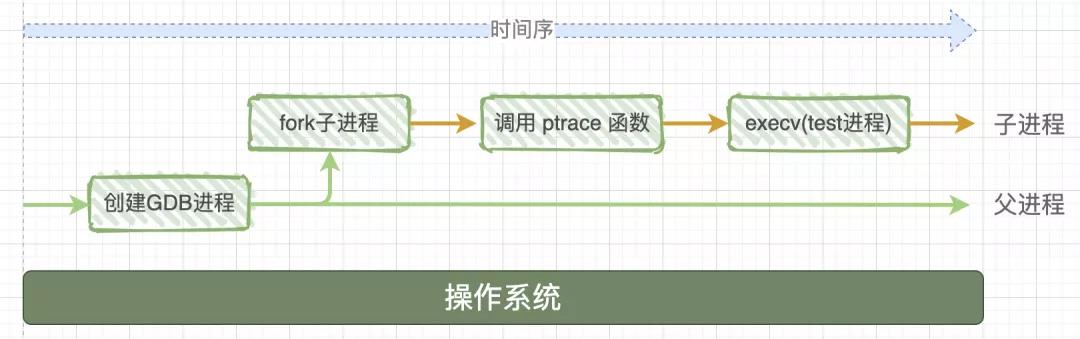 时间序
fork子进程
调用 ptrace 函数
execv(test进程)
子进程
创建GDB进程
父进程
操作系统